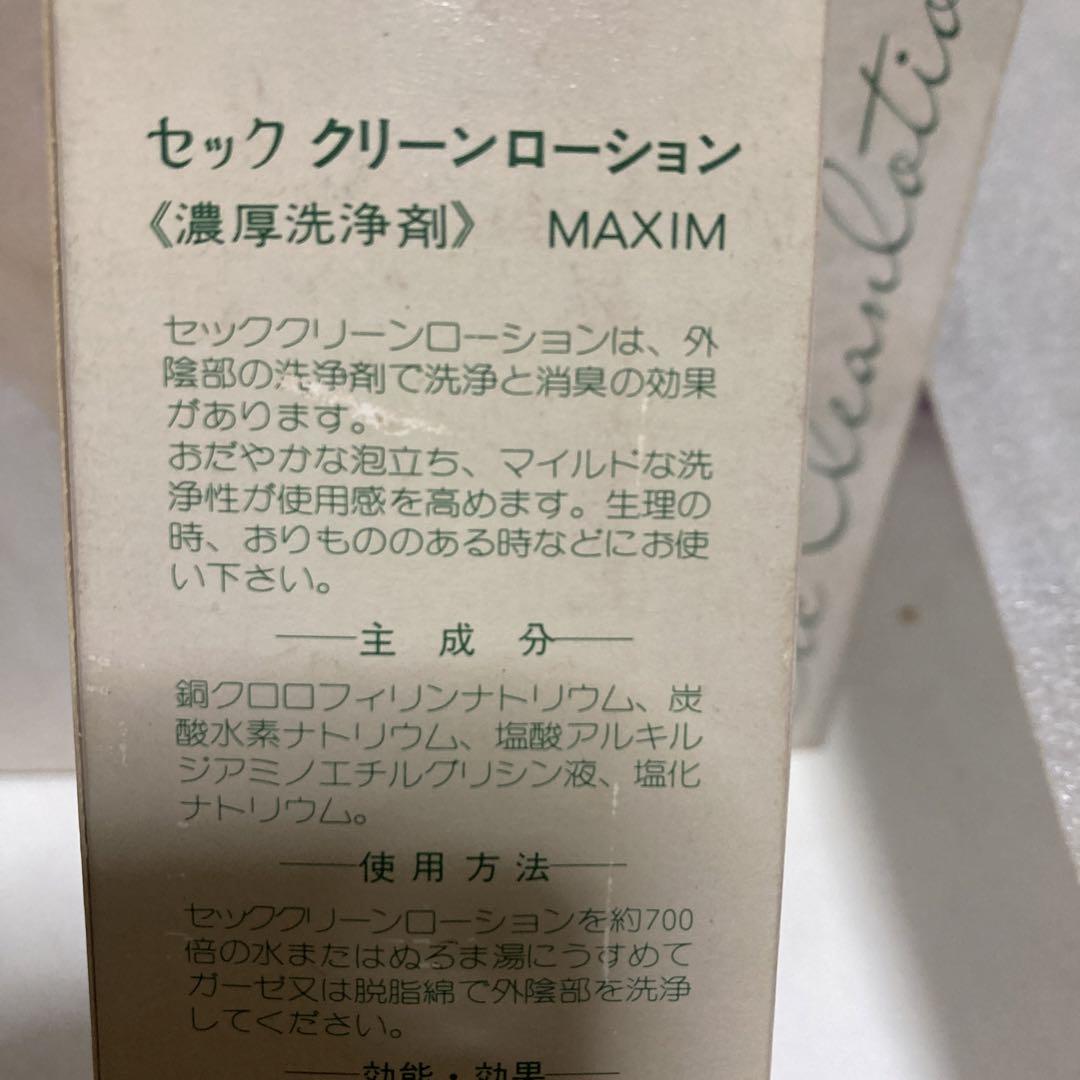 セック クリーンローション
《濃厚洗浄剤》 MAXIM
セッククリーンローションは、外
陰部の洗浄剤で洗浄と消臭の効果
があります。
おだやかな泡立ち、マイルドな洗
浄性が使用感を高めます。生理の
時、おりもののある時などにお使
い下さい。
主成分
銅クロロフィリンナトリウム、炭
酸水素ナトリウム、塩酸アルキル
ジアミノエチルグリシン液、塩化
ナトリウム。
使用方法
セッククリーンローションを約700
倍の水またはぬるま湯にうすめて
ガーゼ又は脱脂綿で外陰部を洗浄
してください。
効能・効果
Cleanlotio